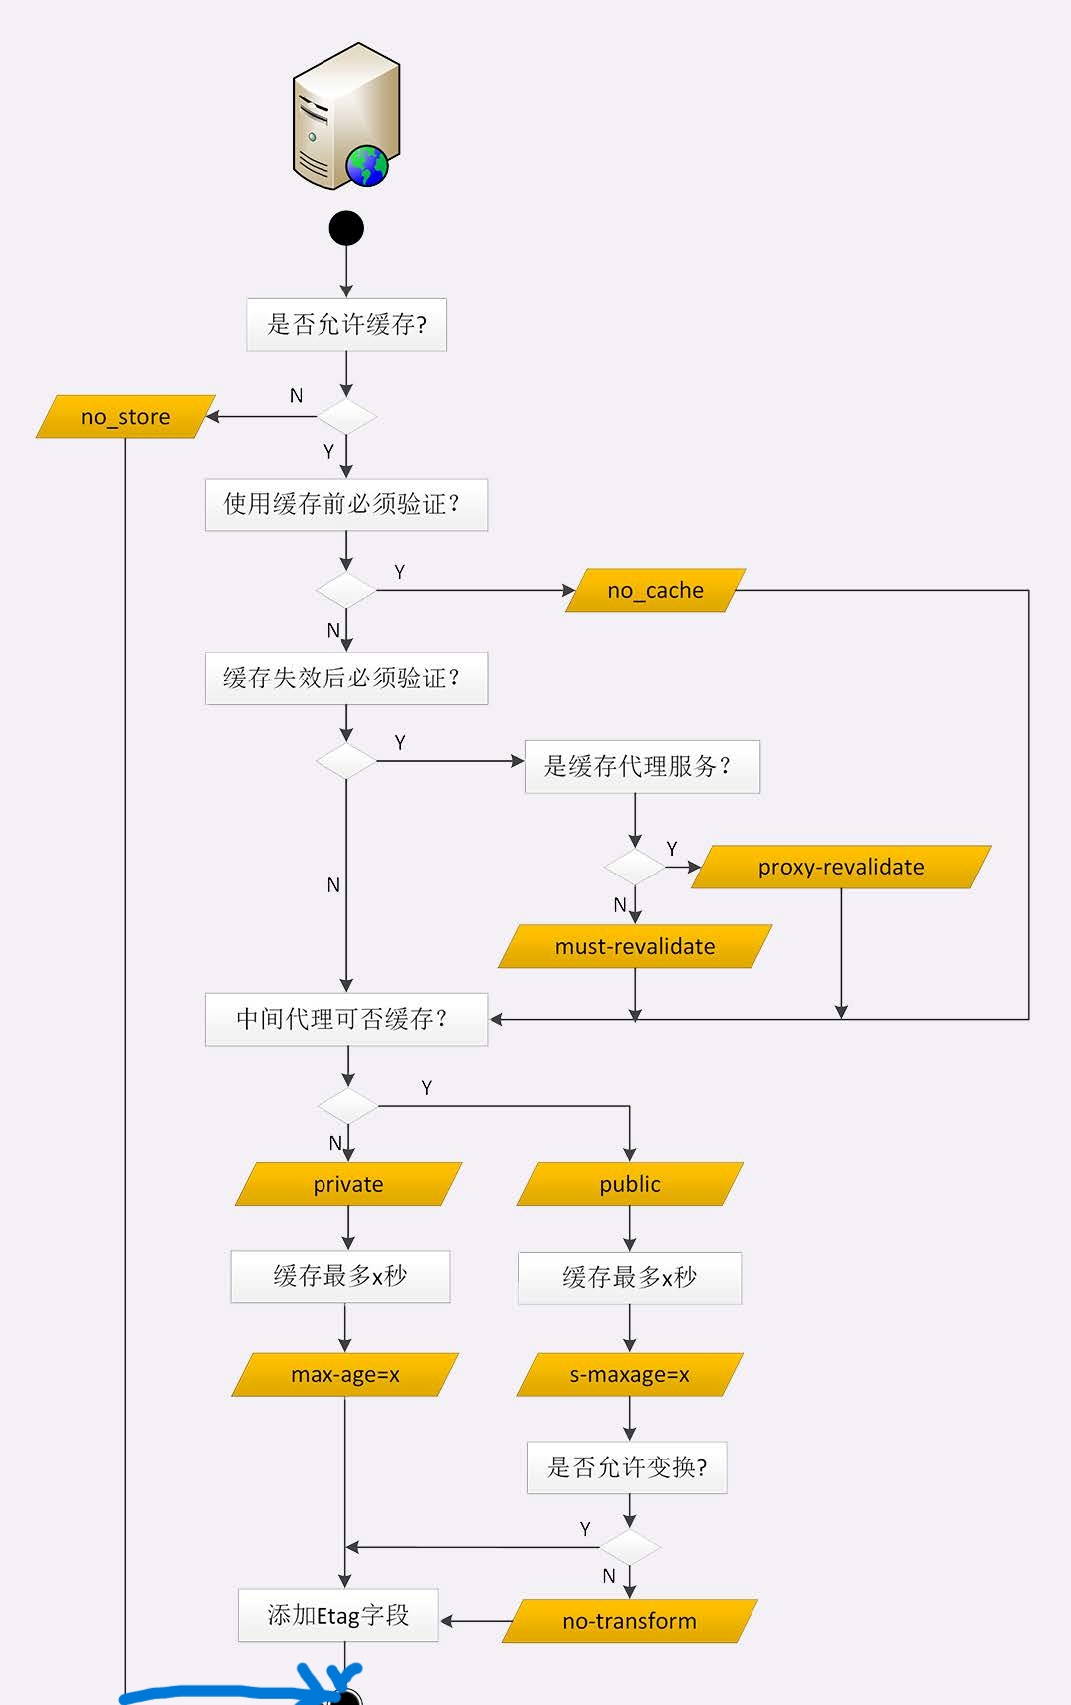 是否允许缓存?
N
no_store
Y
使用缓存前必须验证?
Y
no_cache
N
缓存失效后必须验证?
Y
是缓存代理服务?
Y
proxy-revalidate
N
N
must-revalidate
中间代理可否缓存?
Y
N
private
public
缓存最多x秒
缓存最多x秒
max-age=x
s-maxage=x
是否允许变换?
Y
N
添加Etag字段
no-transform